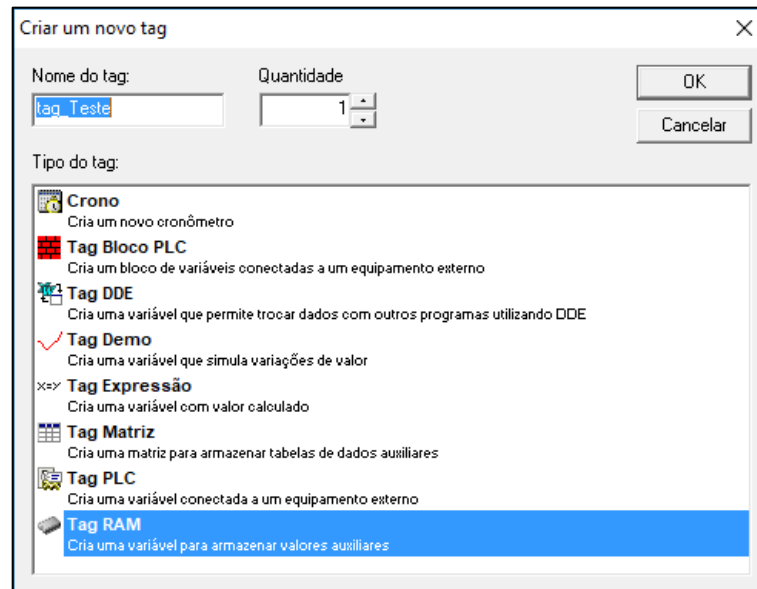 Criar um novo tag
Nome do tag: Quantidade
OK
tag_Teste 1
Cancelar
Tipo do tag:
Crono
Cria um novo cronômetro
Tag Bloco PLC
Cria um bloco de variáveis conectadas a um equipamento externo
Tag DDE
Cria uma variável que permite trocar dados com outros programas utilizando DDE
Tag Demo
Cria uma variável que simula variações de valor
x=y Tag Expressão
Cria uma variável com valor calculado
Tag Matriz
Cria uma matriz para armazenar tabelas de dados auxiliares
Tag PLC
Cria uma variável conectada a um equipamento externo
Tag RAM
Cria uma variável para armazenar valores auxiliares